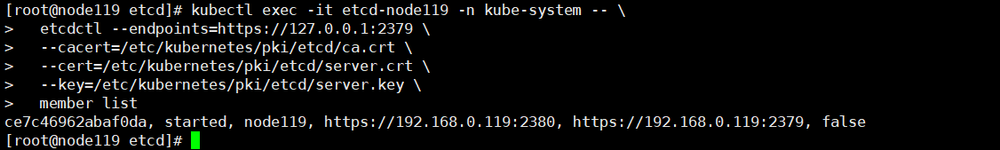 [root@node119 etcd]# kubectl exec -it etcd-node119 -n kube-system -- \
>   etcdctl --endpoints=https://127.0.0.1:2379 \
>   --cacert=/etc/kubernetes/pki/etcd/ca.crt \
>   --cert=/etc/kubernetes/pki/etcd/server.crt \
>   --key=/etc/kubernetes/pki/etcd/server.key \
>   member list
ce7c46962abaf0da, started, node119, https://192.168.0.119:2380, https://192.168.0.119:2379, false
[root@node119 etcd]#